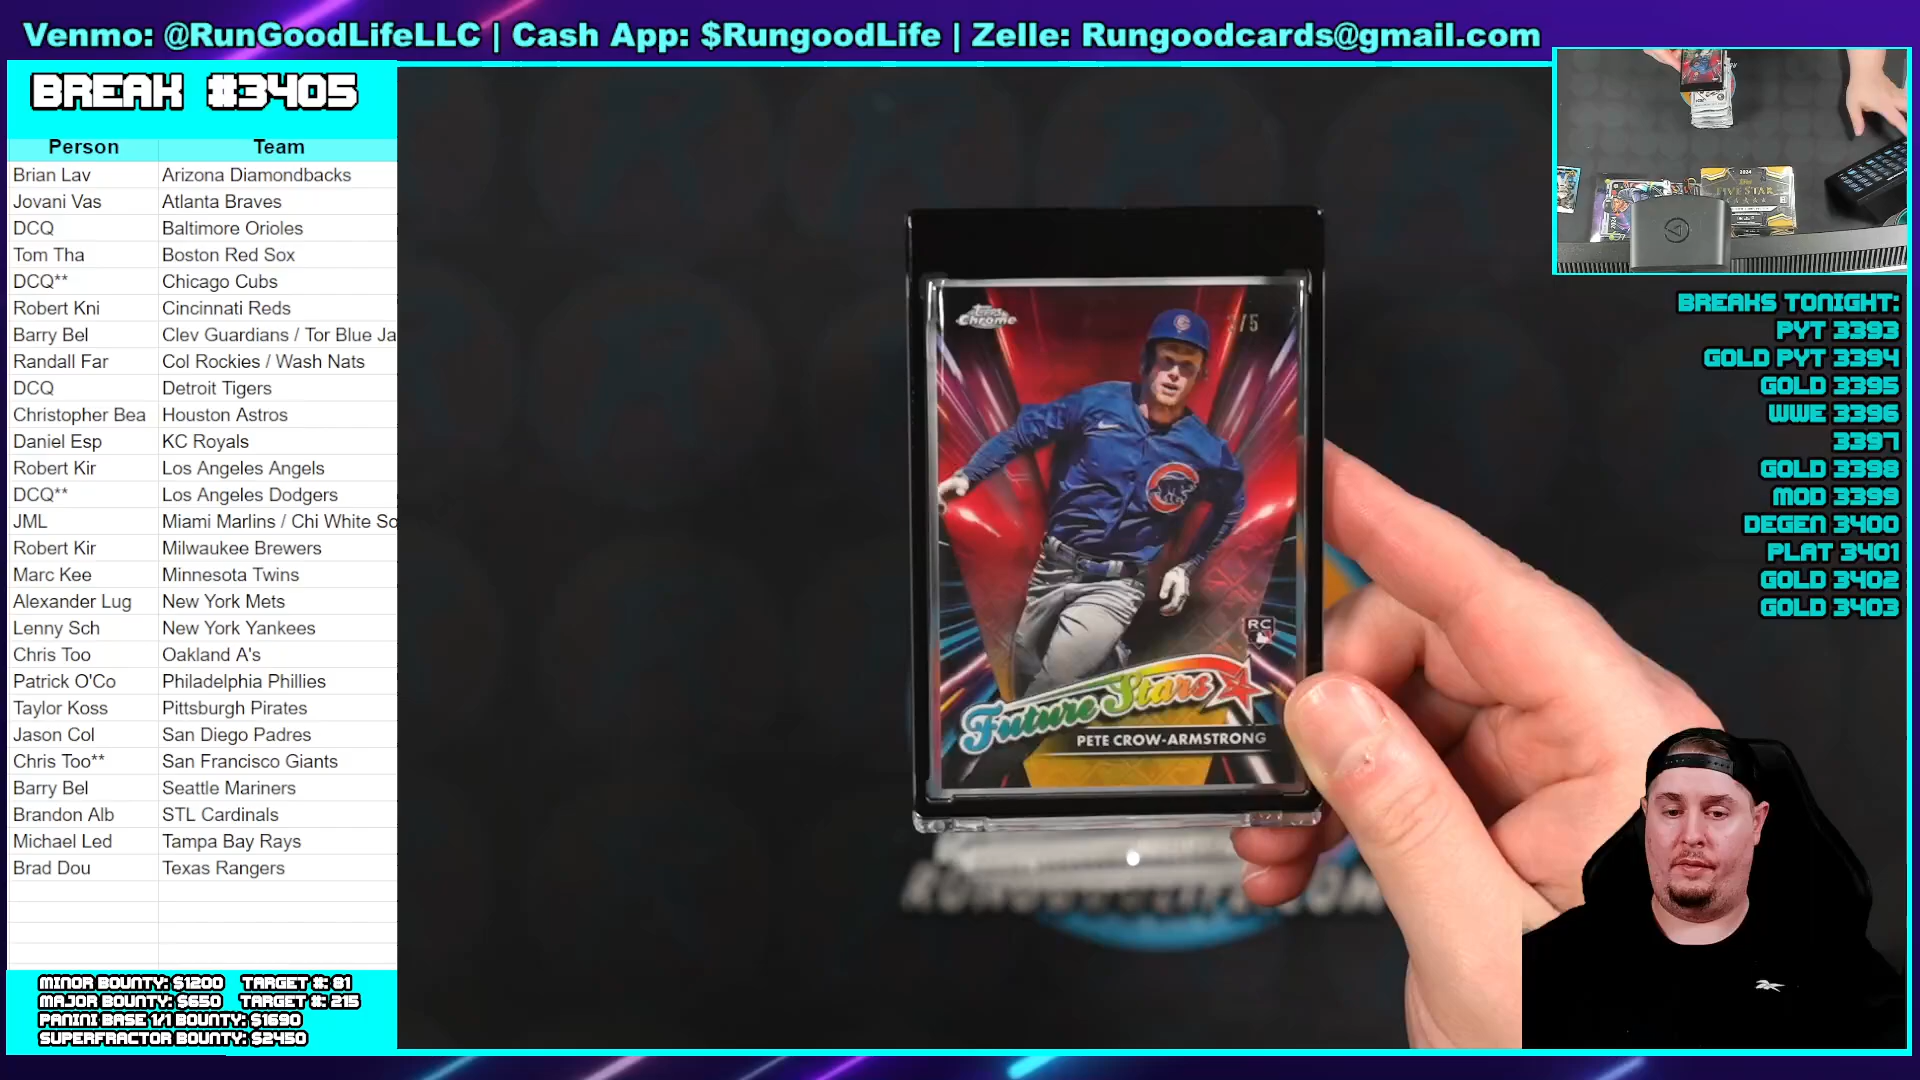 Venmo: @RunGoodLifeLLC | Cash App: $RungoodLife | Zelle: Rungoodcards@gmail.com
BREAK #3405
Person Team
Brian Lav Arizona Diamondbacks
Jovani Vas Atlanta Braves
DCQ Baltimore Orioles
Tom Tha Boston Red Sox
DCQ** Chicago Cubs
Robert Kni Cincinnati Reds
Barry Bel Clev Guardians / Tor Blue Ja
Randall Far Col Rockies / Wash Nats
DCQ Detroit Tigers
Christopher Bea Houston Astros
Daniel Esp KC Royals
Robert Kir Los Angeles Angels
DCQ** Los Angeles Dodgers
JML Miami Marlins / Chi White So
Robert Kir Milwaukee Brewers
Marc Kee Minnesota Twins
Alexander Lug New York Mets
Lenny Sch New York Yankees
Chris Too Oakland A's
Patrick O'Co Philadelphia Phillies
Taylor Koss Pittsburgh Pirates
Jason Col San Diego Padres
Chris Too** San Francisco Giants
Barry Bel Seattle Mariners
Brandon Alb STL Cardinals
Michael Led Tampa Bay Rays
Brad Dou Texas Rangers
MINOR BOUNTY: $1200 TARGET #: 81
MAJOR BOUNTY: $650 TARGET #: 215
PANINI BASE 1/1 BOUNTY: $1690
SUPERFRACTOR BOUNTY: $2450
Topps
Chrome
/5
RC
Future Stars
PETE CROW-ARMSTRONG
RUNGOODLIFE.COM
2024
FIVE STAR
BREAKS TONIGHT:
PYT 3393
GOLD PYT 3394
GOLD 3395
WWE 3396
3397
GOLD 3398
MOD 3399
DEGEN 3400
PLAT 3401
GOLD 3402
GOLD 3403